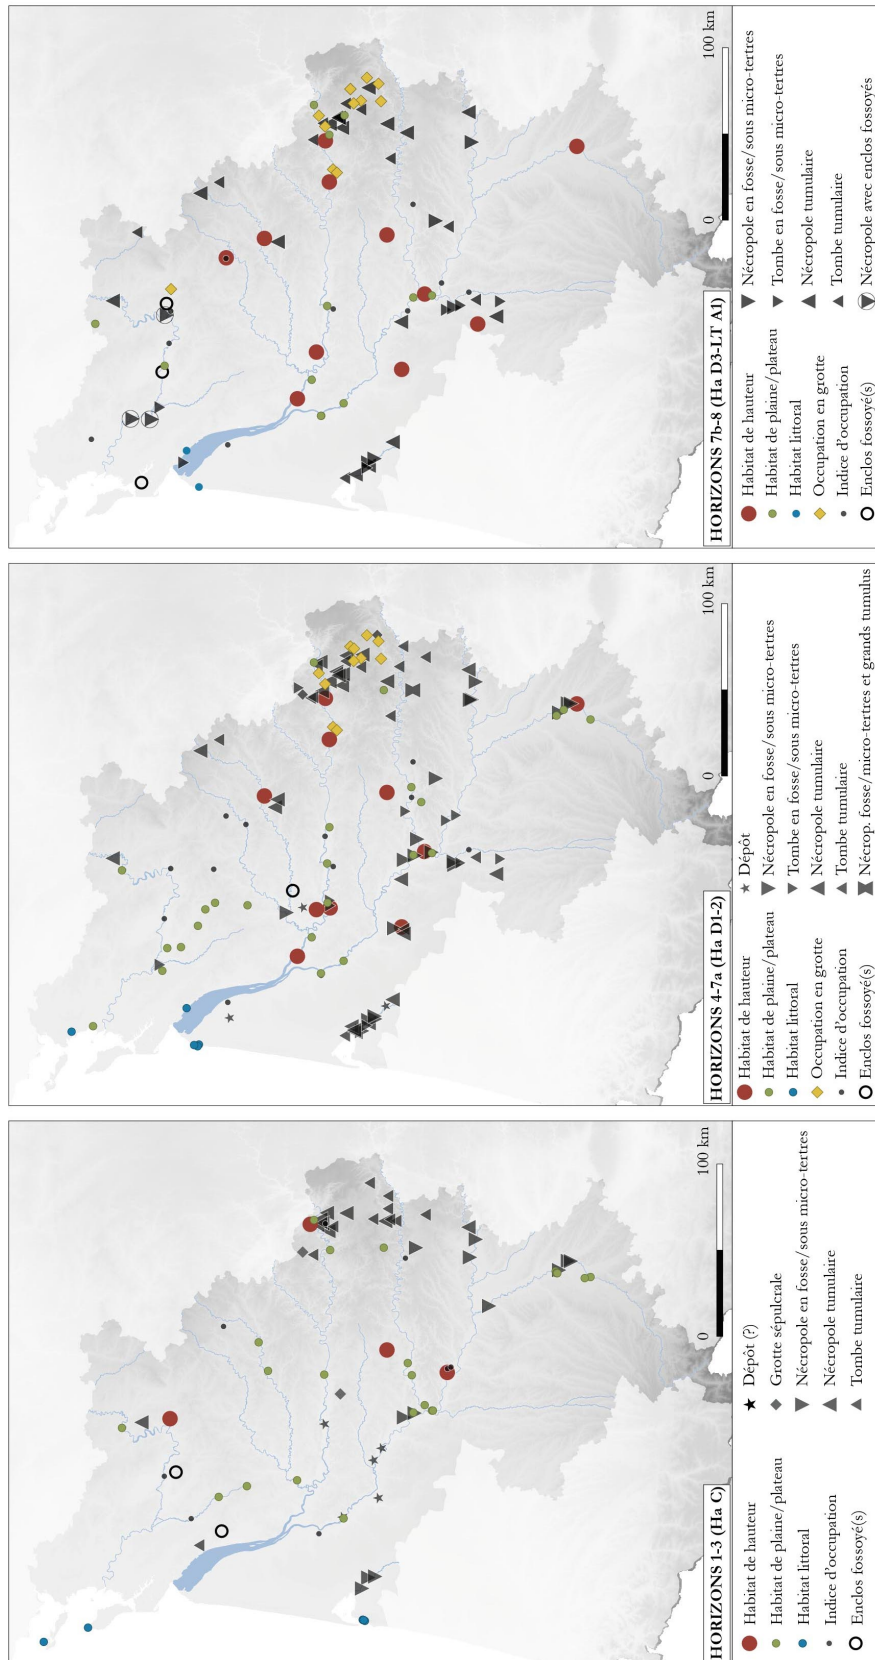 HORIZONS 1-3 (Ha C)
0
100 km
Habitat de hauteur
Habitat de plaine/plateau
Habitat littoral
Indice d'occupation
Enclos fossoyé(s)
Dépôt (?)
Grotte sépulcrale
Nécropole en fosse/sous micro-tertres
Nécropole tumulaire
Tombe tumulaire
HORIZONS 4-7a (Ha D1-2)
0
100 km
Habitat de hauteur
Habitat de plaine/plateau
Habitat littoral
Occupation en grotte
Indice d'occupation
Enclos fossoyé(s)
Dépôt
Nécropole en fosse/sous micro-tertres
Tombe en fosse/sous micro-tertres
Nécropole tumulaire
Tombe tumulaire
Nécrop. fosse/micro-tertres et grands tumulus
HORIZONS 7b-8 (Ha D3-LT A1)
0
100 km
Habitat de hauteur
Habitat de plaine/plateau
Habitat littoral
Occupation en grotte
Indice d'occupation
Enclos fossoyé(s)
Nécropole en fosse/sous micro-tertres
Tombe en fosse/sous micro-tertres
Nécropole tumulaire
Tombe tumulaire
Nécropole avec enclos fossoyés